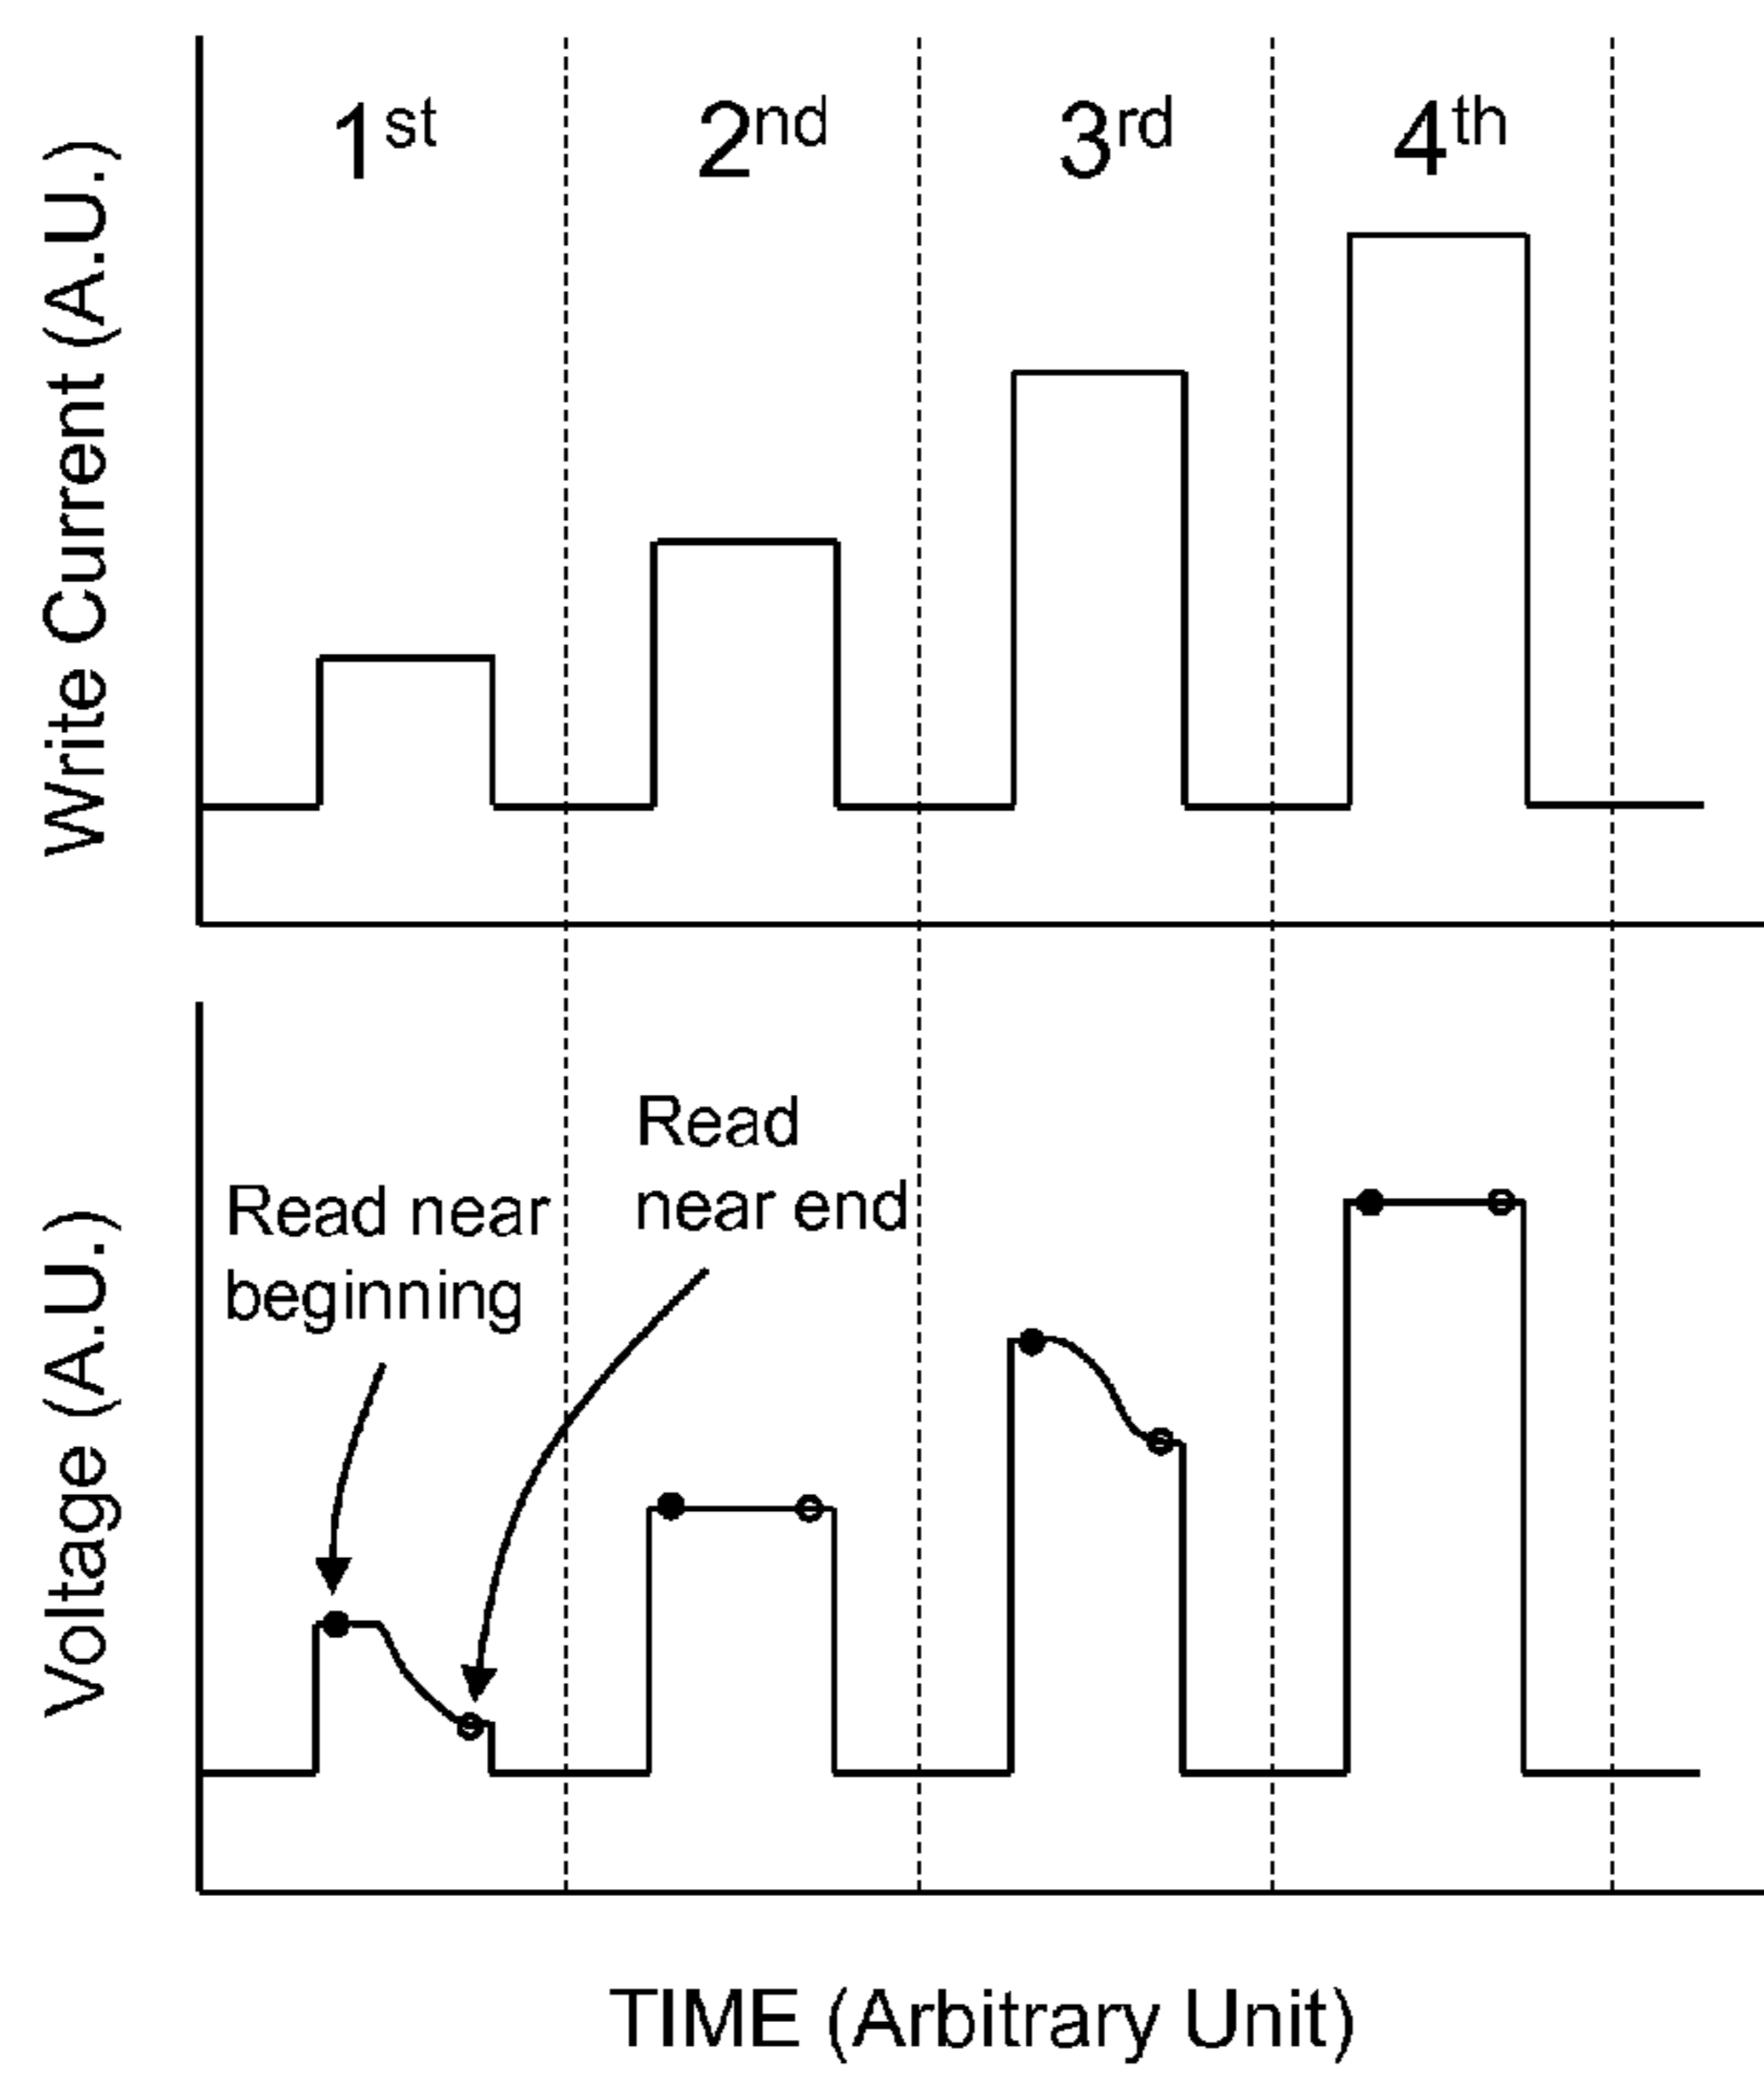 1st
2nd
3rd
4th
Write Current (A.U.)
Read
near end
Read near
beginning
Voltage (A.U.)
TIME (Arbitrary Unit)